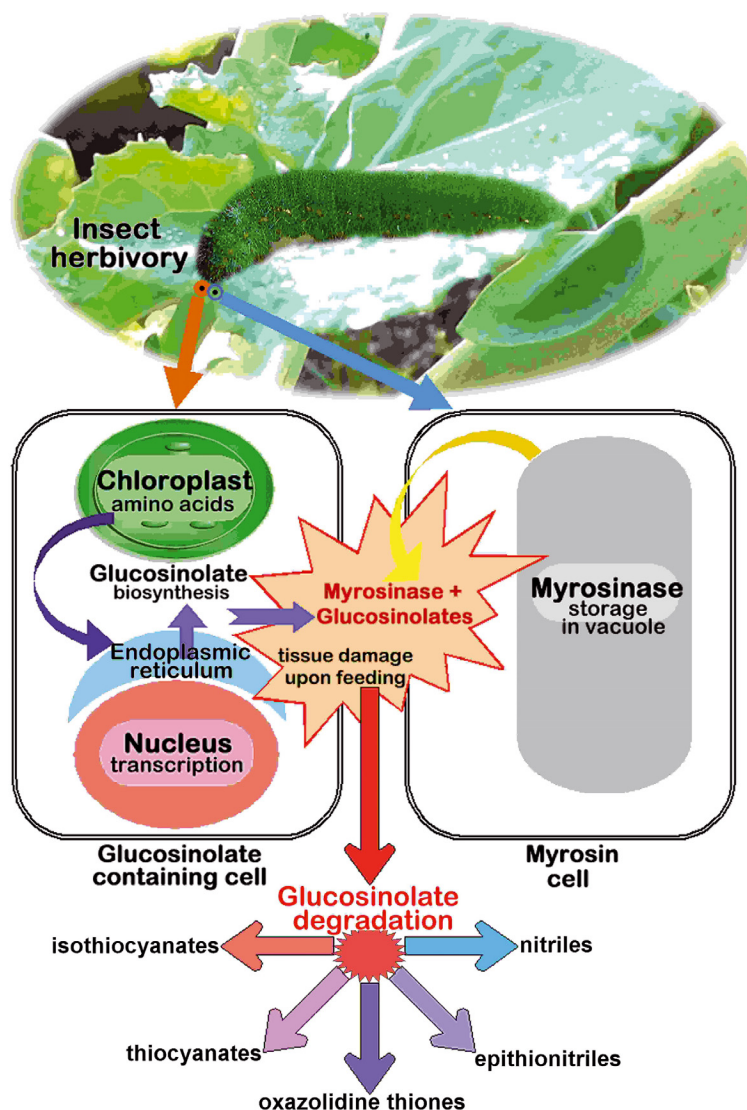 Insect
herbivory
Chloroplast
amino acids
Glucosinolate
biosynthesis
Endoplasmic
reticulum
Nucleus
transcription
Myrosinase +
Glucosinolates
tissue damage
upon feeding
Myrosinase
storage
in vacuole
Glucosinolate
containing cell
Myrosin
cell
Glucosinolate
degradation
isothiocyanates
nitriles
thiocyanates
epithionitriles
oxazolidine thiones